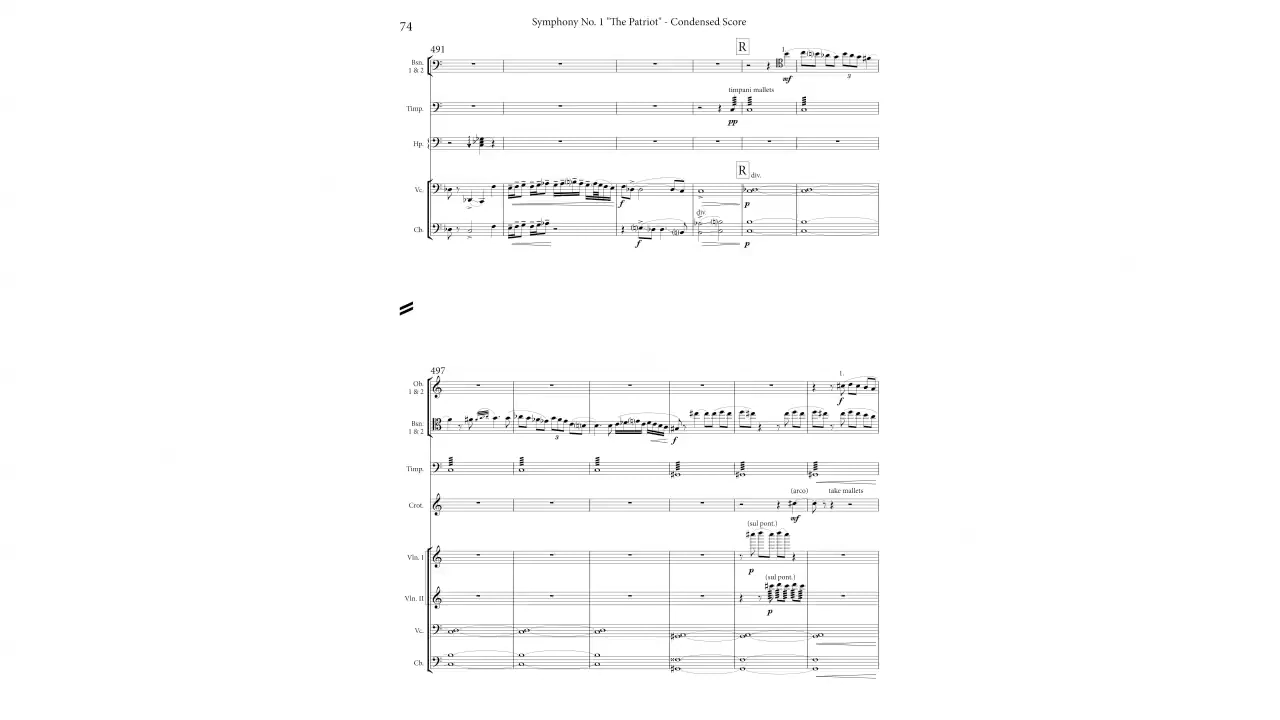 Symphony No. 1 "The Patriot" - Condensed Score
74
491
R
1.
Bsn.
1 & 2
mf
3
timpani mallets
Timp.
pp
Hp.
R
div.
Vc.
f
p
div.
Cb.
f
p
497
1.
Ob.
1 & 2
f
Bsn.
1 & 2
3
f
Timp.
(arco)
take mallets
Crot.
mf
(sul pont.)
Vln. I
p
(sul pont.)
Vln. II
p
Vc.
Cb.